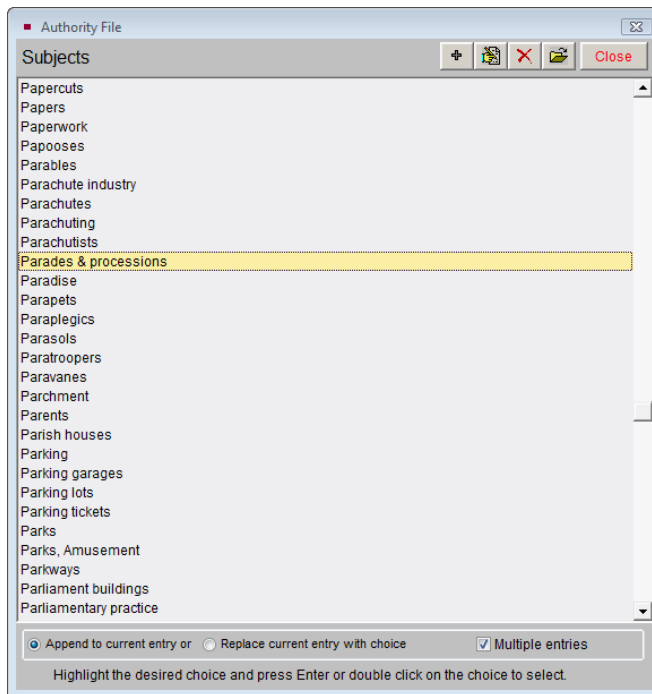 Authority File
Subjects
Close
Papercuts
Papers
Paperwork
Papooses
Parables
Parachute industry
Parachutes
Parachuting
Parachutists
Parades & processions
Paradise
Parapets
Paraplegics
Parasols
Paratroopers
Paravanes
Parchment
Parents
Parish houses
Parking
Parking garages
Parking lots
Parking tickets
Parks
Parks, Amusement
Parkways
Parliament buildings
Parliamentary practice
Append to current entry or Replace current entry with choice Multiple entries
Highlight the desired choice and press Enter or double click on the choice to select.